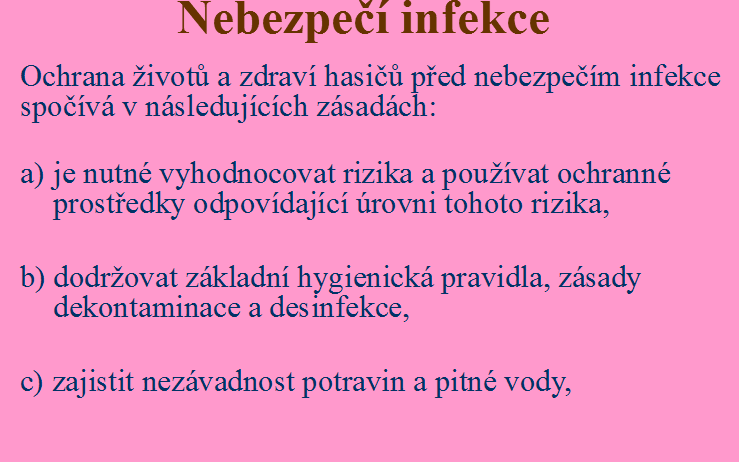 Nebezpečí infekce
Ochrana životů a zdraví hasičů před nebezpečím infekce
spočívá v následujících zásadách:
a) je nutné vyhodnocovat rizika a používat ochranné
prostředky odpovídající úrovni tohoto rizika,
b) dodržovat základní hygienická pravidla, zásady
dekontaminace a desinfekce,
c) zajistit nezávadnost potravin a pitné vody,